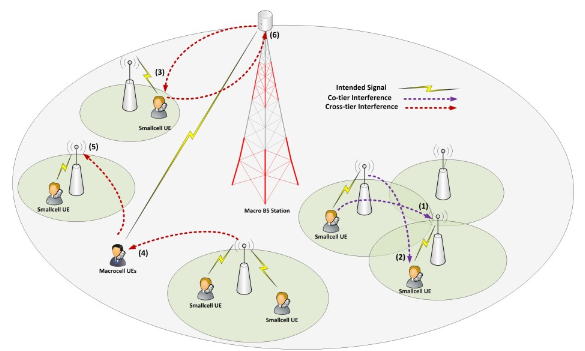 (6)
(3)
Smallcell UE
Intended Signal
Co-tier Interference
Cross-tier Interference
(5)
Smallcell UE
Macro BS Station
(1)
Smallcell UE
(2)
(4)
Macrocell UEs
Smallcell UE
Smallcell UE
Smallcell UE